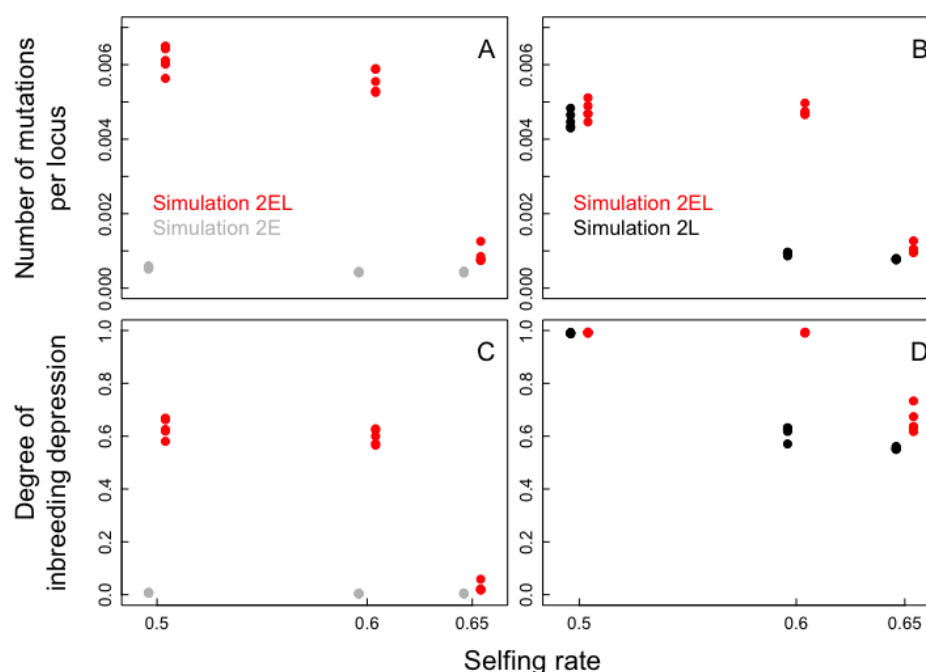 Number of mutations
per locus
0.000
0.002
0.004
0.006
A
Simulation 2EL
Simulation 2E
0.000
0.002
0.004
0.006
B
Simulation 2EL
Simulation 2L
Degree of
inbreeding depression
0.0
0.2
0.4
0.6
0.8
1.0
C
0.5
0.6
0.65
0.0
0.2
0.4
0.6
0.8
1.0
D
0.5
0.6
0.65
Selfing rate